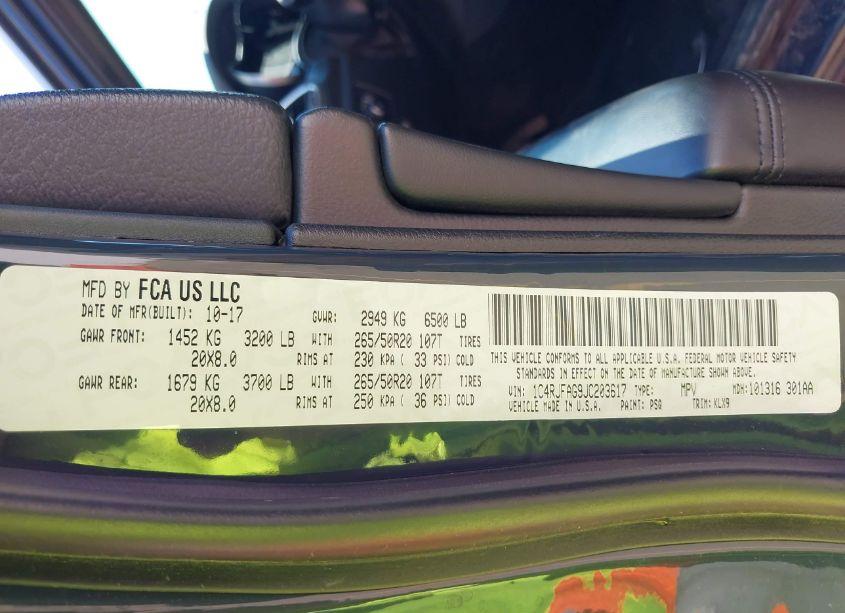 MFD BY FCA US LLC
DATE OF MFR(BUILT): 10-17 GVWR: 2949 KG 6500 LB
GAWR FRONT: 1452 KG 3200 LB WITH 265/50R20 107T TIRES
20X8.0 RIMS AT 230 KPA ( 33 PSI) COLD
GAWR REAR: 1679 KG 3700 LB WITH 265/50R20 107T TIRES
20X8.0 RIMS AT 250 KPA ( 36 PSI) COLD
THIS VEHICLE CONFORMS TO ALL APPLICABLE U.S.A. FEDERAL MOTOR VEHICLE SAFETY
STANDARDS IN EFFECT ON THE DATE OF MANUFACTURE SHOWN ABOVE.
VIN: 1C4RJFAG9JC203617 TYPE: MPV MDH:101316 301AA
VEHICLE MADE IN U.S.A. PAINT: PSG TRIM: KLX9